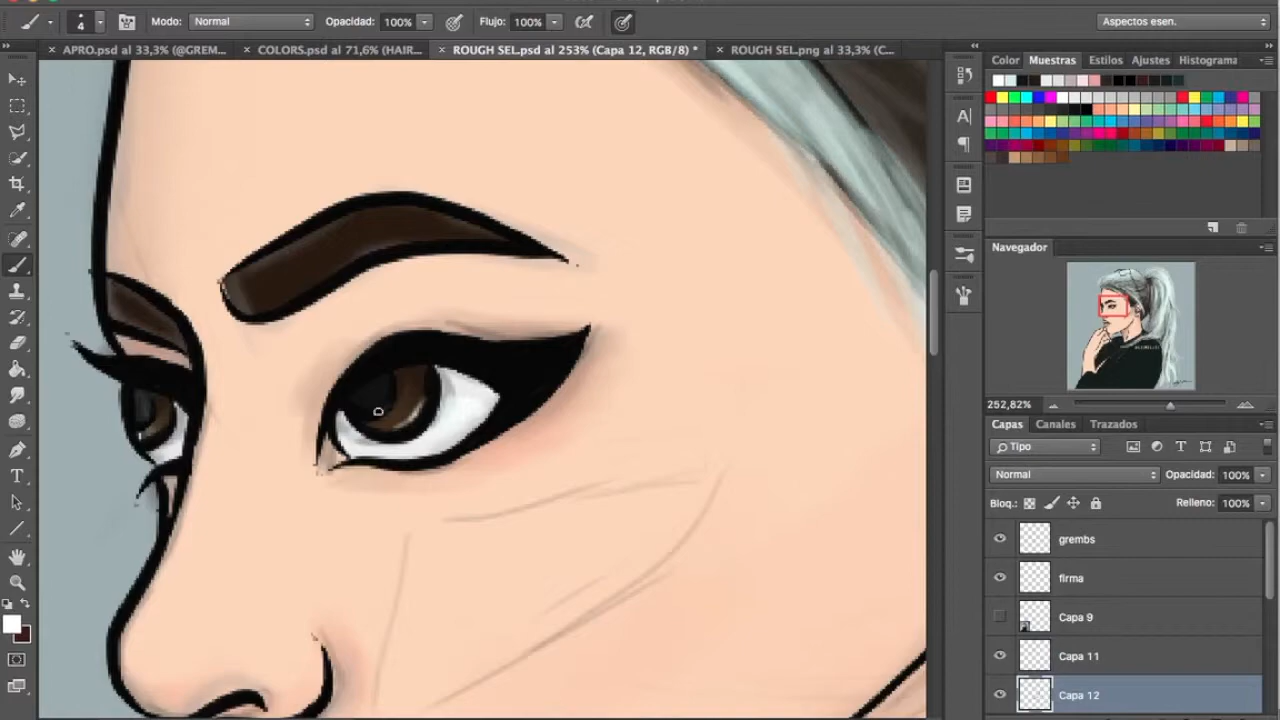 4 Modo: Normal Opacidad: 100% Flujo: 100% Aspectos esen.
× APRO.psd al 33,3% (@GREM... × COLORS.psd al 71,6% (HAIR... × ROUGH SEL.psd al 253% (Capa 12, RGB/8) * × ROUGH SEL.png al 33,3% (C...
Color Muestras Estilos Ajustes Histograma
Navegador
252,82%
Capas Canales Trazados
Tipo
Normal Opacidad: 100%
Bloq.: Relleno: 100%
grembs
firma
Capa 9
Capa 11
Capa 12